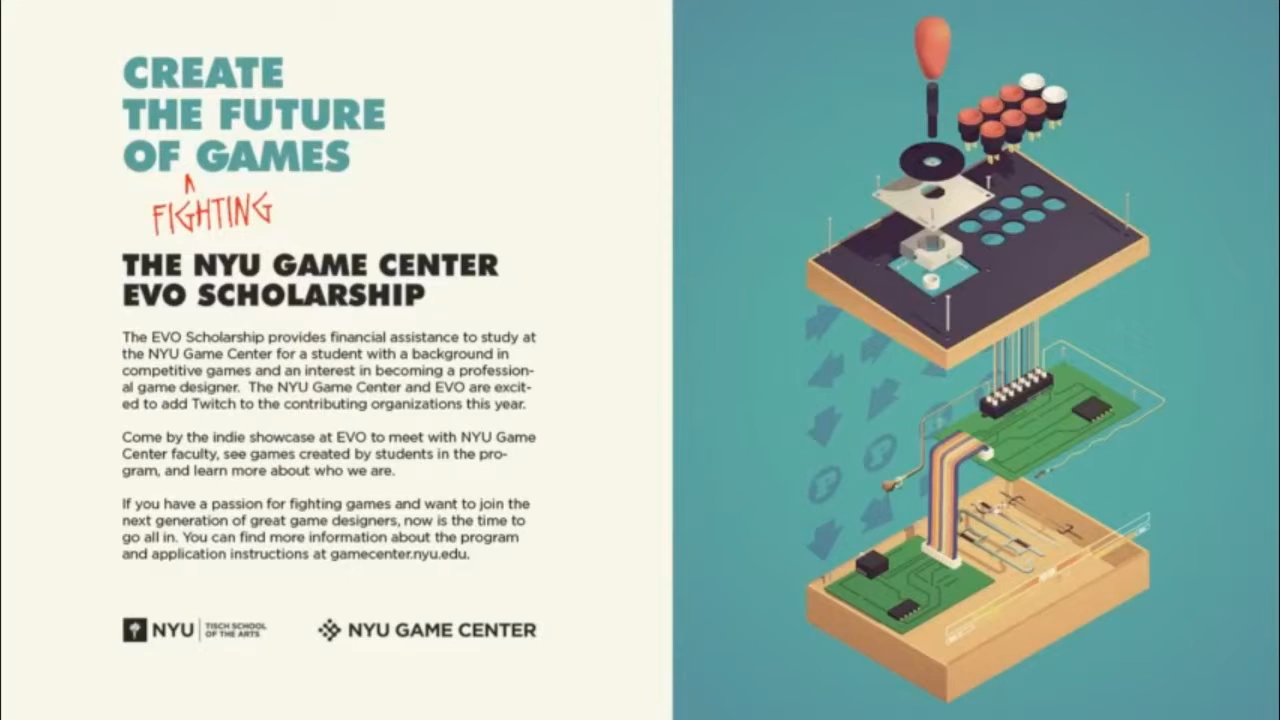 CREATE
THE FUTURE
OF GAMES
^
FIGHTING
THE NYU GAME CENTER
EVO SCHOLARSHIP
The EVO Scholarship provides financial assistance to study at
the NYU Game Center for a student with a background in
competitive games and an interest in becoming a profession-
al game designer. The NYU Game Center and EVO are excit-
ed to add Twitch to the contributing organizations this year.
Come by the indie showcase at EVO to meet with NYU Game
Center faculty, see games created by students in the pro-
gram, and learn more about who we are.
If you have a passion for fighting games and want to join the
next generation of great game designers, now is the time to
go all in. You can find more information about the program
and application instructions at gamecenter.nyu.edu.
NYU TISCH SCHOOL
OF THE ARTS
NYU GAME CENTER
P
P